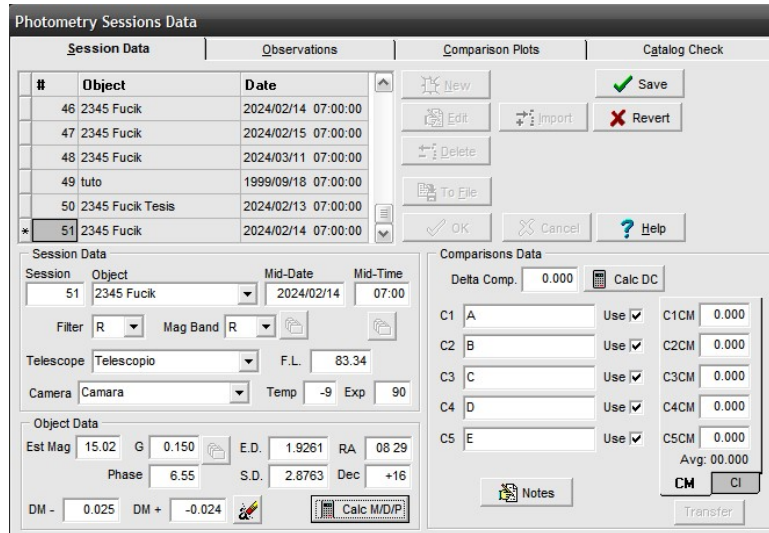 Photometry Sessions Data
Session Data Observations Comparison Plots Catalog Check
# Object Date
46 2345 Fucik 2024/02/14 07:00:00
47 2345 Fucik 2024/02/15 07:00:00
48 2345 Fucik 2024/03/11 07:00:00
49 tuto 1999/09/18 07:00:00
50 2345 Fucik Tesis 2024/02/13 07:00:00
* 51 2345 Fucik 2024/02/14 07:00:00
New Save
Edit Import Revert
Delete
To File
OK Cancel Help
Session Data
Session Object Mid-Date Mid-Time
51 2345 Fucik 2024/02/14 07:00
Filter R Mag Band R
Telescope Telescopio F.L. 83.34
Camera Camara Temp -9 Exp 90
Object Data
Est Mag 15.02 G 0.150 E.D. 1.9261 RA 08 29
Phase 6.55 S.D. 2.8763 Dec +16
DM - 0.025 DM + -0.024 Calc M/D/P
Comparisons Data
Delta Comp. 0.000 Calc DC
C1 A Use C1CM 0.000
C2 B Use C2CM 0.000
C3 C Use C3CM 0.000
C4 D Use C4CM 0.000
C5 E Use C5CM 0.000
Avg: 00.000
Notes CM CI
Transfer